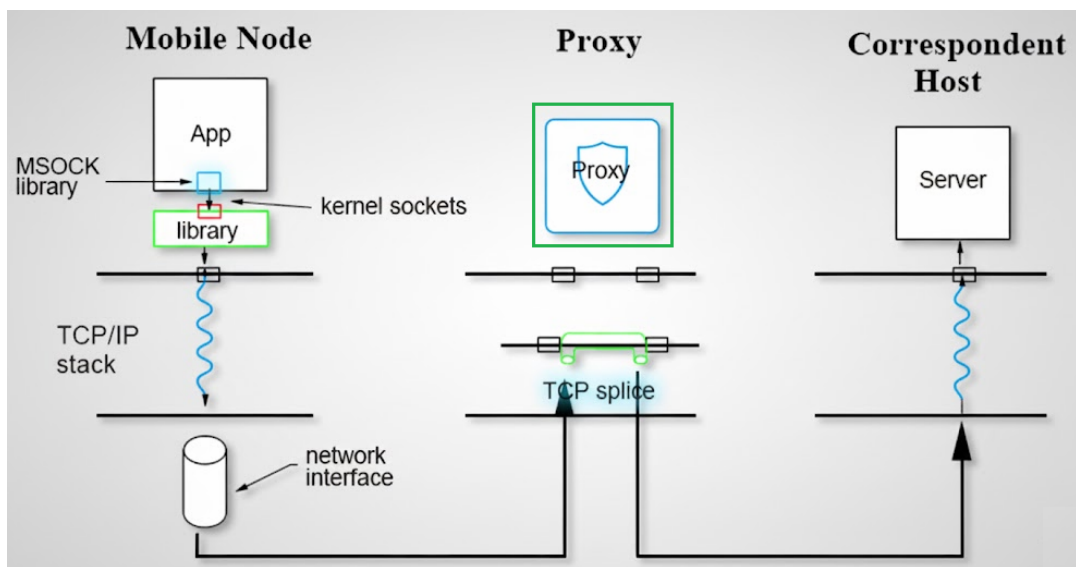 Mobile Node
Proxy
Correspondent
Host
App
MSOCK
library
kernel sockets
library
Proxy
Server
TCP/IP
stack
TCP splice
network
interface